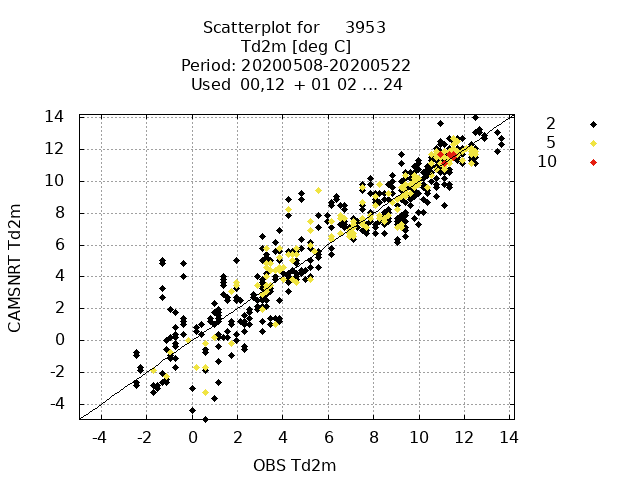 Scatterplot for 3953
Td2m [deg C]
Period: 20200508-20200522
Used 00,12 + 01 02 ... 24
2
5
10
CAMSNRT Td2m
14
12
10
8
6
4
2
0
-2
-4
-4 -2 0 2 4 6 8 10 12 14
OBS Td2m